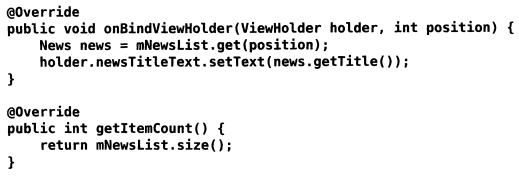 @Override
public void onBindViewHolder(ViewHolder holder, int position) {
    News news = mNewsList.get(position);
    holder.newsTitleText.setText(news.getTitle());
}

@Override
public int getItemCount() {
    return mNewsList.size();
}